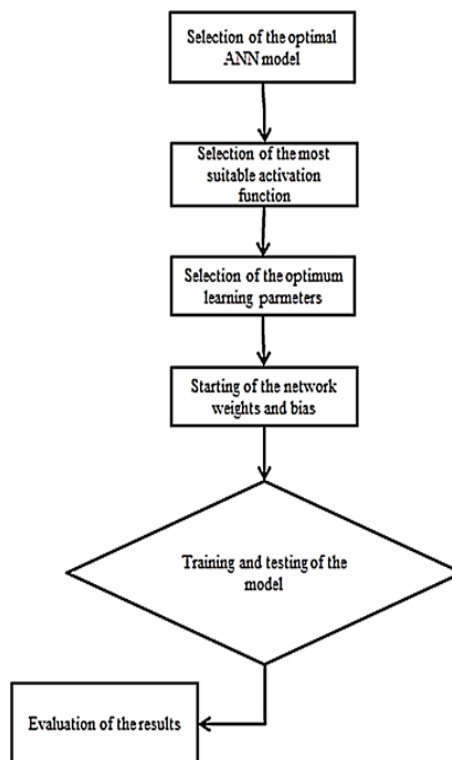 Selection of the optimal
ANN model
Selection of the most
suitable activation
function
Selection of the optimum
learning parmeters
Starting of the network
weights and bias
Training and testing of the
model
Evaluation of the results